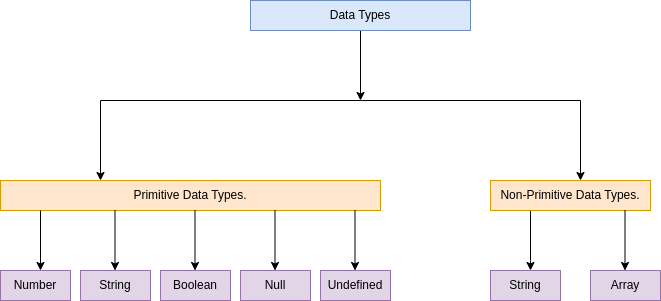 Data Types
Primitive Data Types.
Non-Primitive Data Types.
Number
String
Boolean
Null
Undefined
String
Array